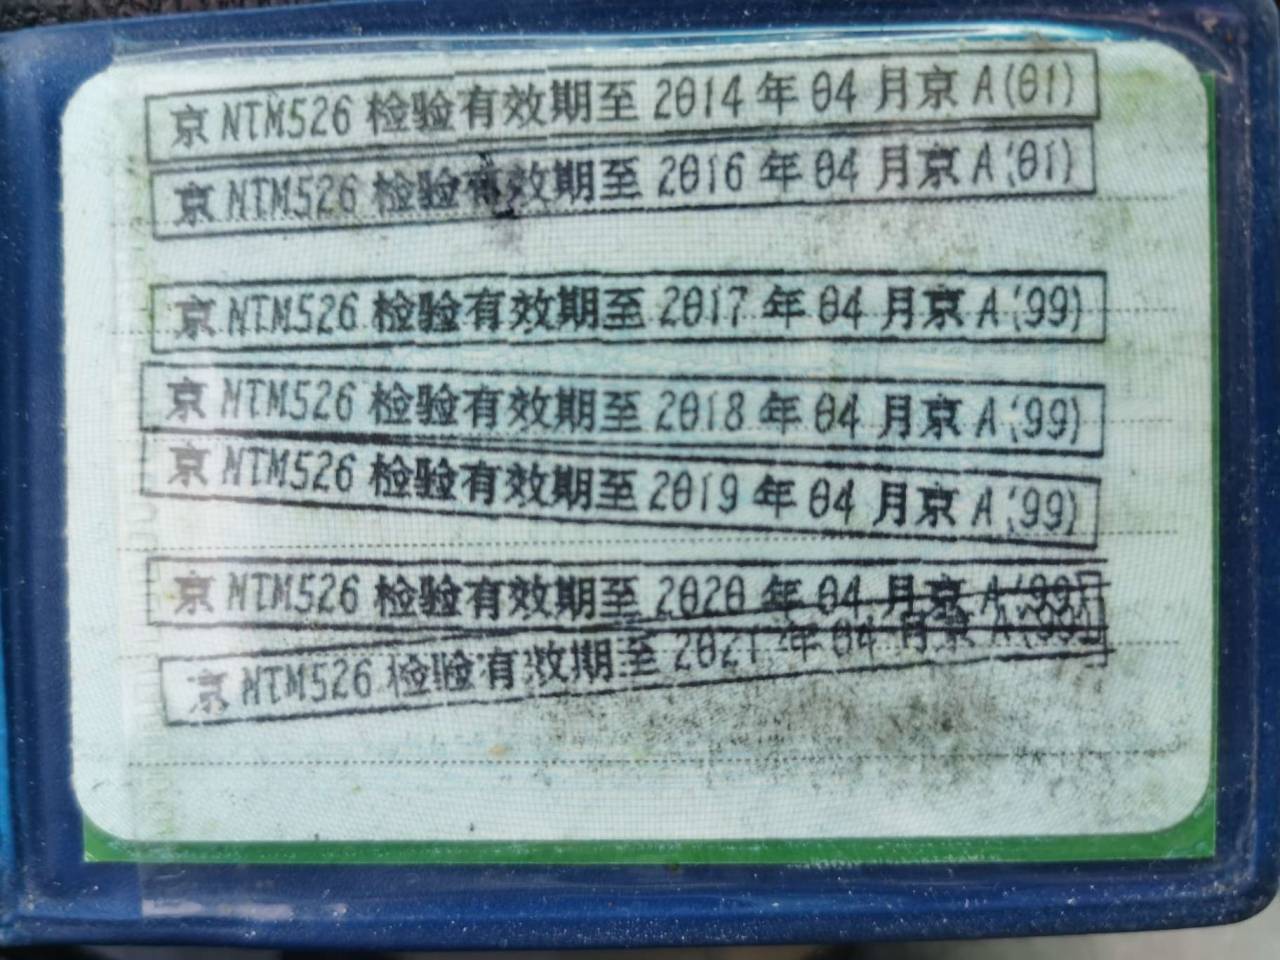 京NTM526 检验有效期至 2014 年 04 月京 A(01)
京NTM526 检验有效期至 2016 年 04 月京 A(01)
京NTM526 检验有效期至 2017 年 04 月京 A(99)
京NTM526 检验有效期至 2018 年 04 月京 A(99)
京NTM526 检验有效期至 2019 年 04 月京 A(99)
京NTM526 检验有效期至 2020 年 04 月京 A(99)
京NTM526 检验有效期至 2021 年 04 月京 A(99)